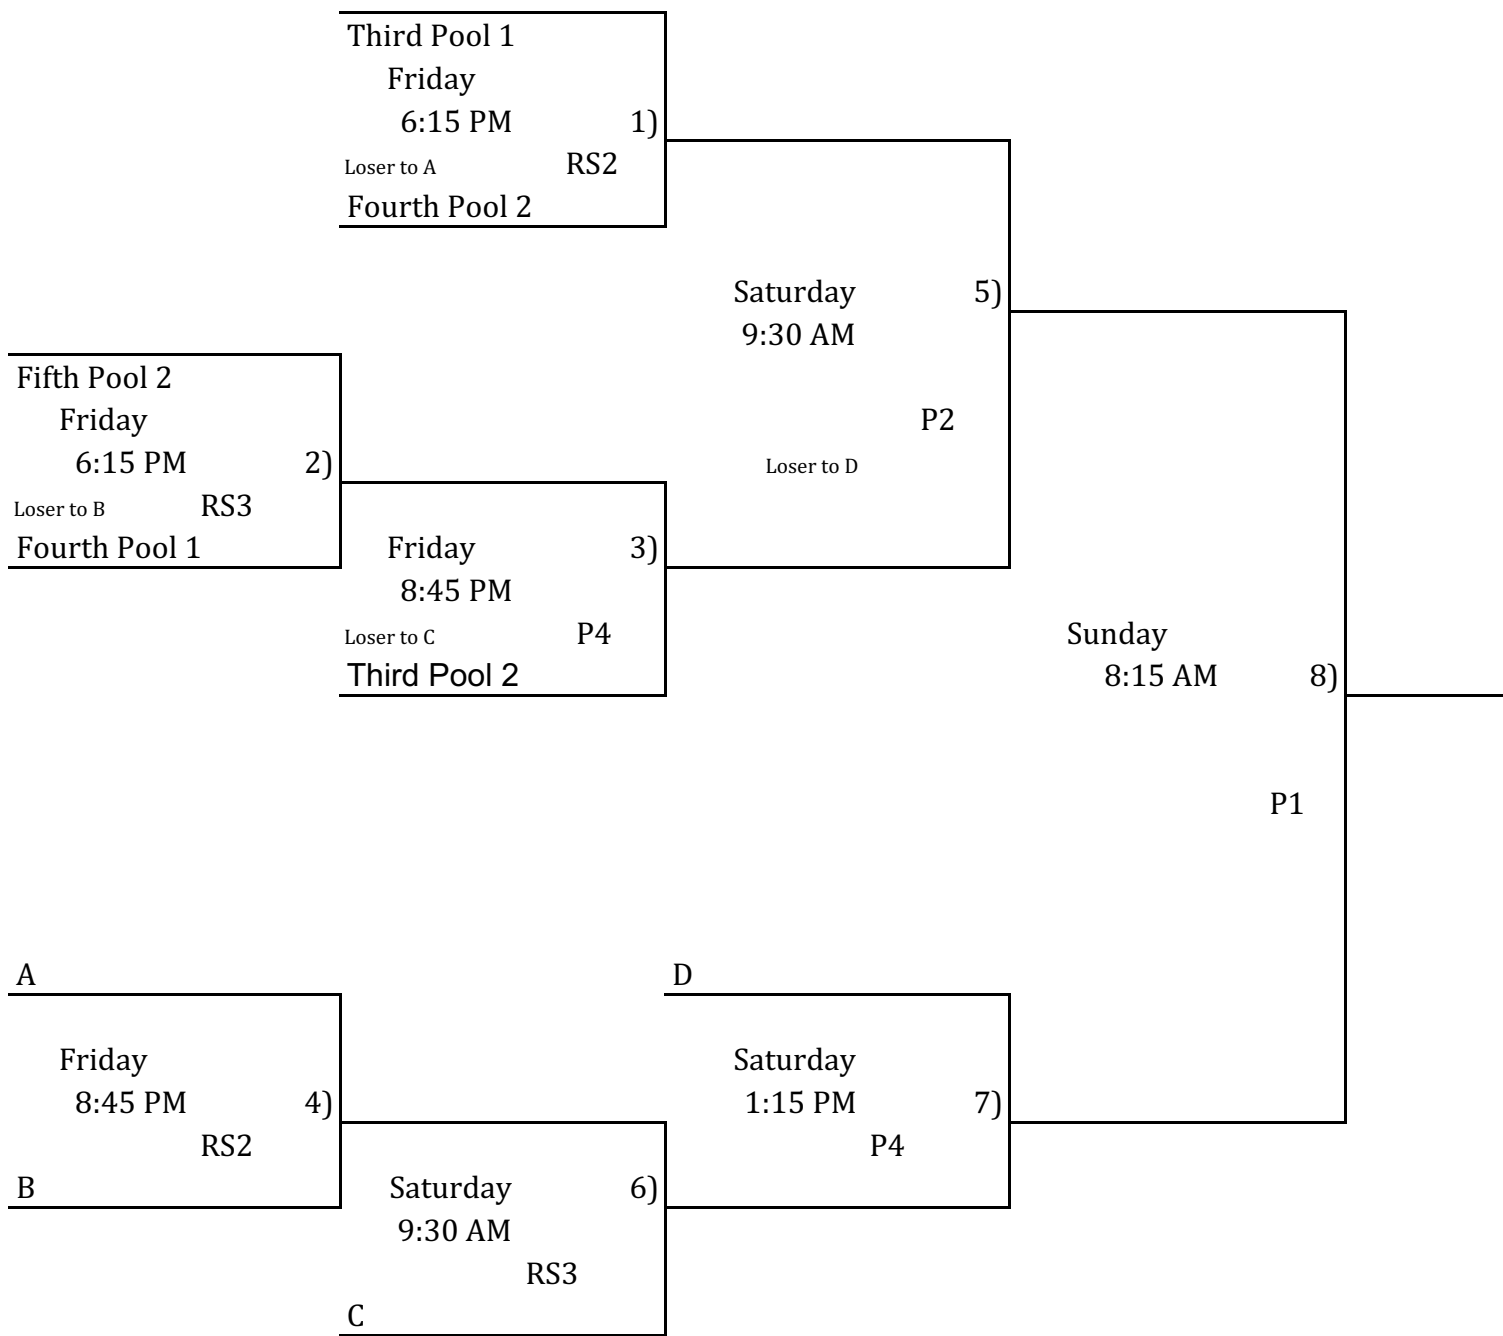 Third Pool 1
Friday
6:15 PM 1)
Loser to A RS2
Fourth Pool 2
Saturday 5)
9:30 AM
Fifth Pool 2
Friday P2
6:15 PM 2)
Loser to D
Loser to B RS3
Fourth Pool 1
Friday 3)
8:45 PM
Loser to C P4
Third Pool 2
Sunday
8:15 AM 8)
P1
A
D
Friday
8:45 PM 4)
RS2
B
Saturday
1:15 PM 7)
P4
Saturday 6)
9:30 AM
RS3
C